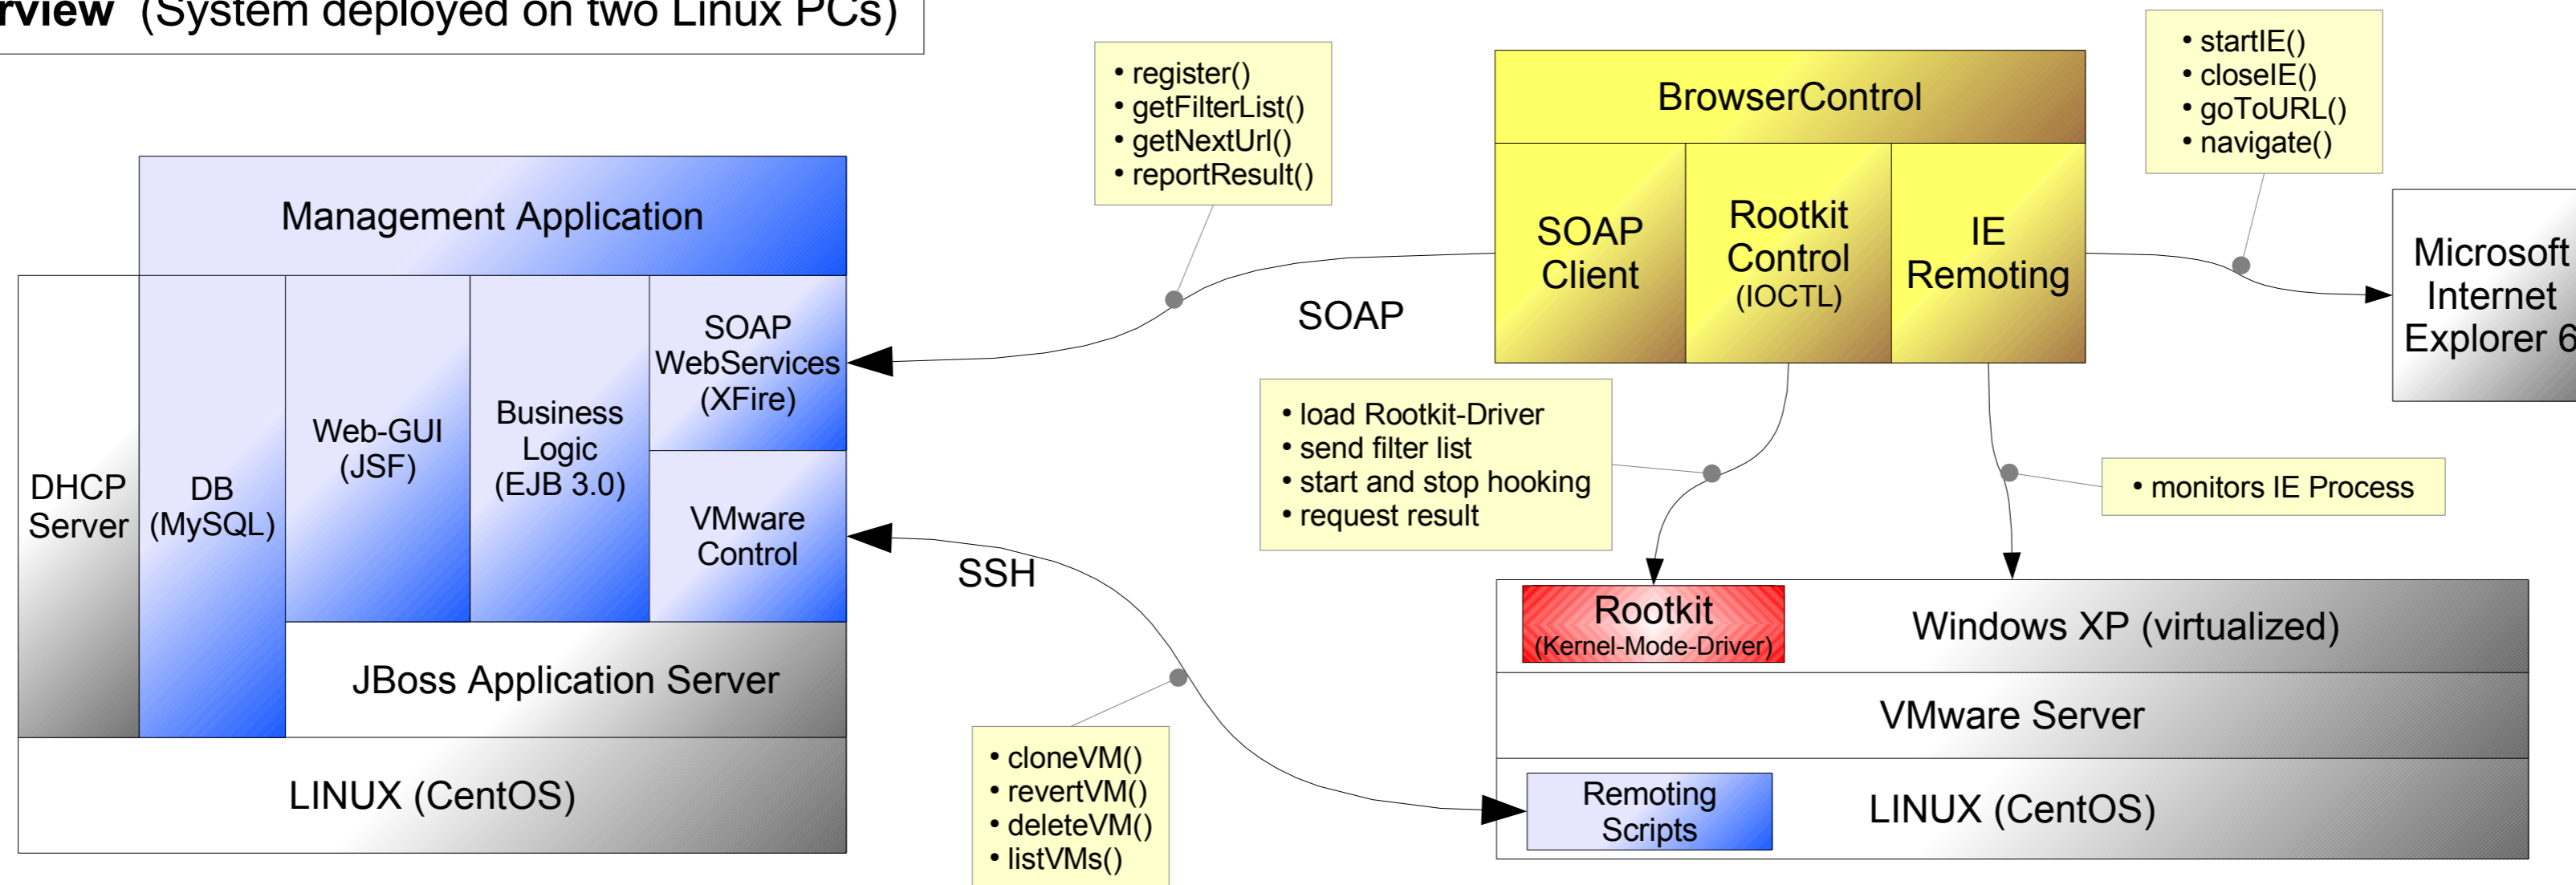 rview (System deployed on two Linux PCs)
• register()
• getFilterList()
• getNextUrl()
• reportResult()
BrowserControl
• startIE()
• closeIE()
• goToURL()
• navigate()
Management Application
SOAP
Client
Rootkit
Control
(IOCTL)
IE
Remoting
Microsoft
Internet
Explorer 6
SOAP
DHCP
Server
DB
(MySQL)
Web-GUI
(JSF)
Business
Logic
(EJB 3.0)
SOAP
WebServices
(XFire)
VMware
Control
• load Rootkit-Driver
• send filter list
• start and stop hooking
• request result
• monitors IE Process
SSH
Rootkit
(Kernel-Mode-Driver)
Windows XP (virtualized)
JBoss Application Server
VMware Server
LINUX (CentOS)
• cloneVM()
• revertVM()
• deleteVM()
• listVMs()
Remoting
Scripts
LINUX (CentOS)